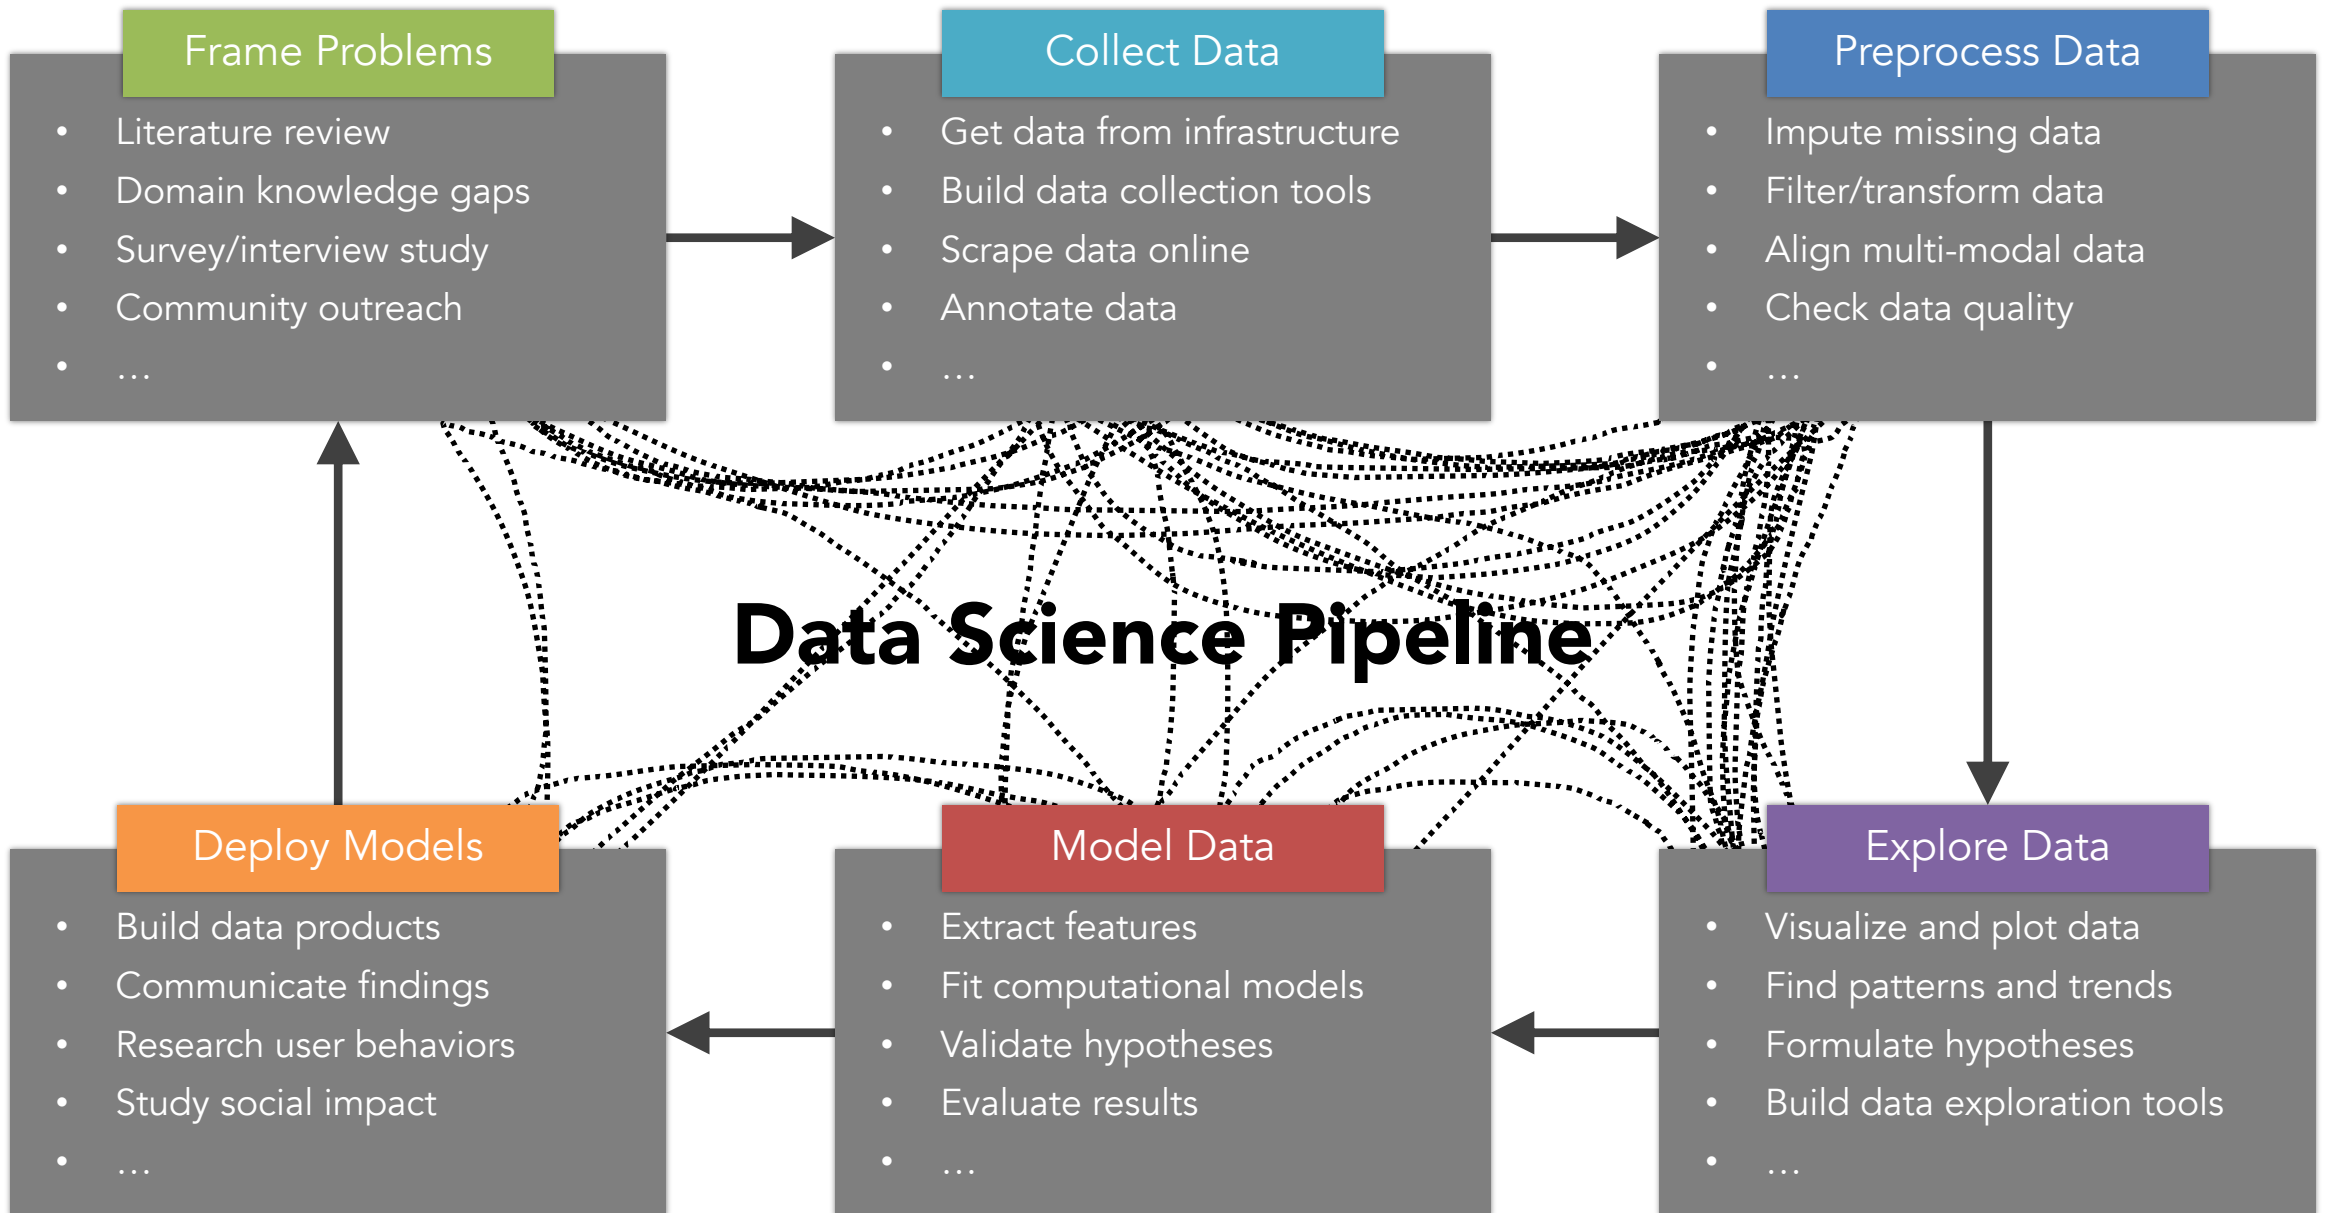 Frame Problems
• Literature review
• Domain knowledge gaps
• Survey/interview study
• Community outreach
• …
Collect Data
• Get data from infrastructure
• Build data collection tools
• Scrape data online
• Annotate data
• …
Preprocess Data
• Impute missing data
• Filter/transform data
• Align multi-modal data
• Check data quality
• …
Data Science Pipeline
Deploy Models
• Build data products
• Communicate findings
• Research user behaviors
• Study social impact
• …
Model Data
• Extract features
• Fit computational models
• Validate hypotheses
• Evaluate results
• …
Explore Data
• Visualize and plot data
• Find patterns and trends
• Formulate hypotheses
• Build data exploration tools
• …